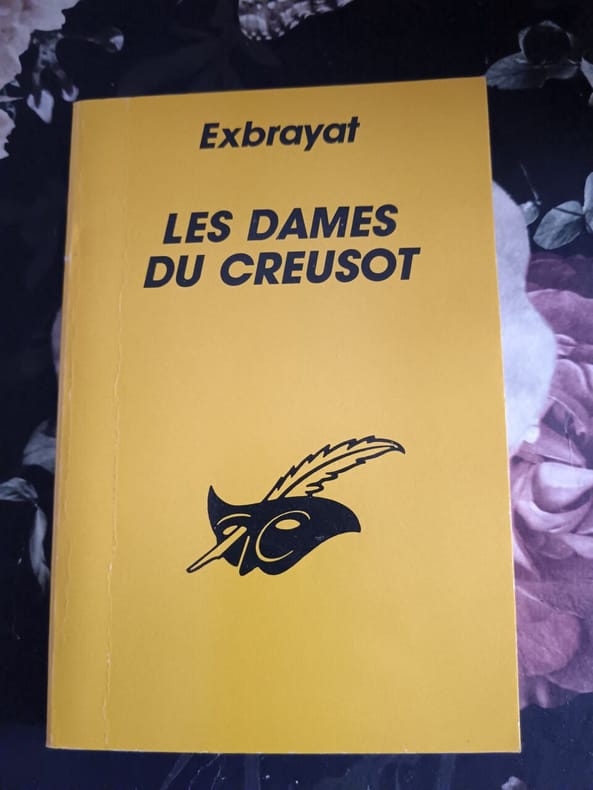 Exbrayat
LES DAMES
DU CREUSOT